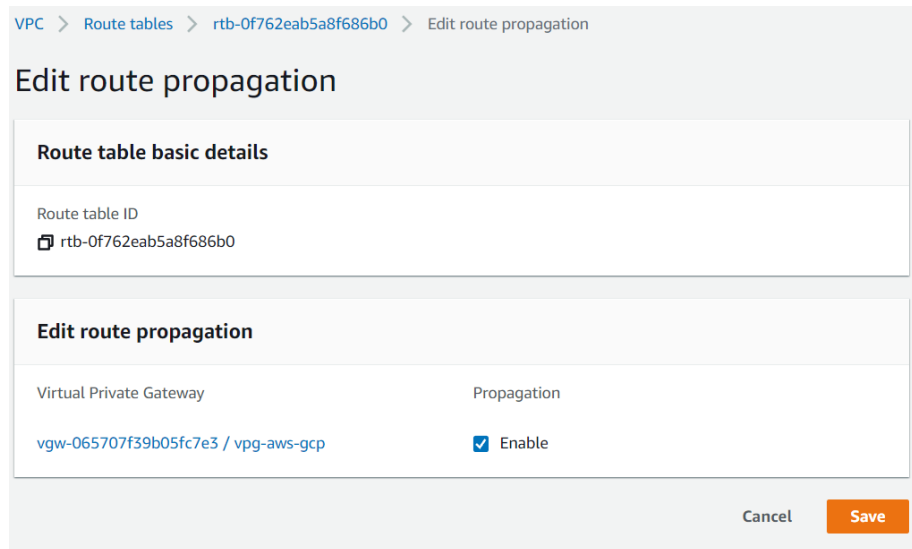 VPC > Route tables > rtb-0f762eab5a8f686b0 > Edit route propagation
Edit route propagation
Route table basic details
Route table ID
rtb-0f762eab5a8f686b0
Edit route propagation
Virtual Private Gateway Propagation
vgw-065707f39b05fc7e3 / vpg-aws-gcp Enable
Cancel Save